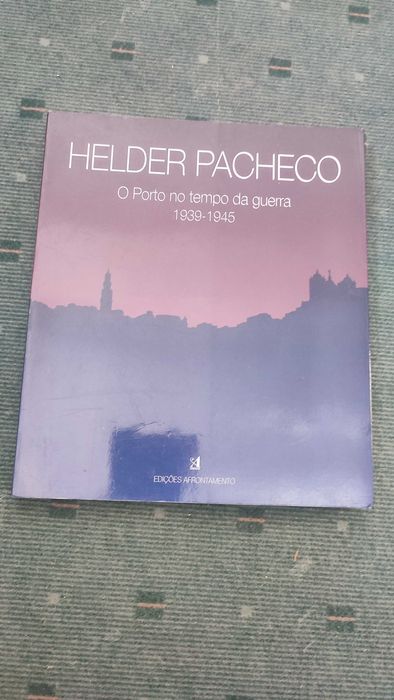 HELDER PACHECO
O Porto no tempo da guerra
1939-1945
EDIÇÕES AFRONTAMENTO